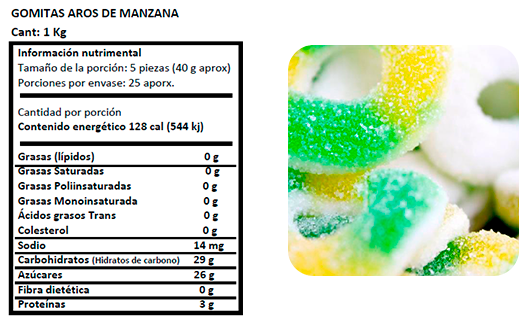 GOMITAS AROS DE MANZANA
Cant: 1 Kg
Información nutrimental
Tamaño de la porción: 5 piezas (40 g aprox)
Porciones por envase: 25 aporx.
Cantidad por porción
Contenido energético 128 cal (544 kj)
Grasas (lípidos) 0 g
Grasas Saturadas 0 g
Grasas Poliinsaturadas 0 g
Grasas Monoinsaturada 0 g
Ácidos grasos Trans 0 g
Colesterol 0 g
Sodio 14 mg
Carbohidratos (Hidratos de carbono) 29 g
Azúcares 26 g
Fibra dietética 0 g
Proteínas 3 g